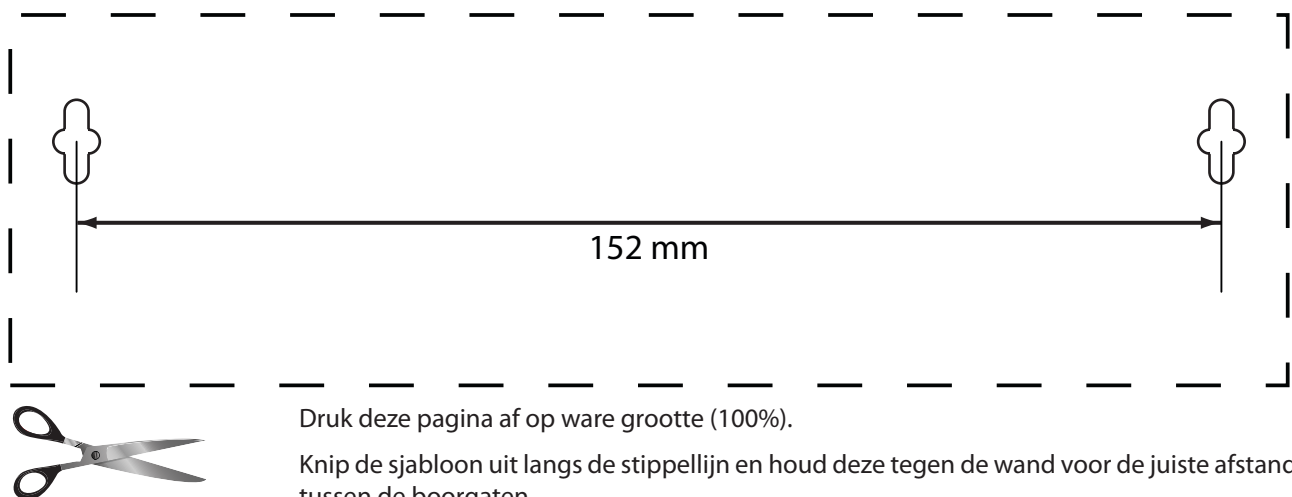 152 mm
Druk deze pagina af op ware grootte (100%).
Knip de sjabloon uit langs de stippellijn en houd deze tegen de wand voor de juiste afstand
tussen de boorgaten